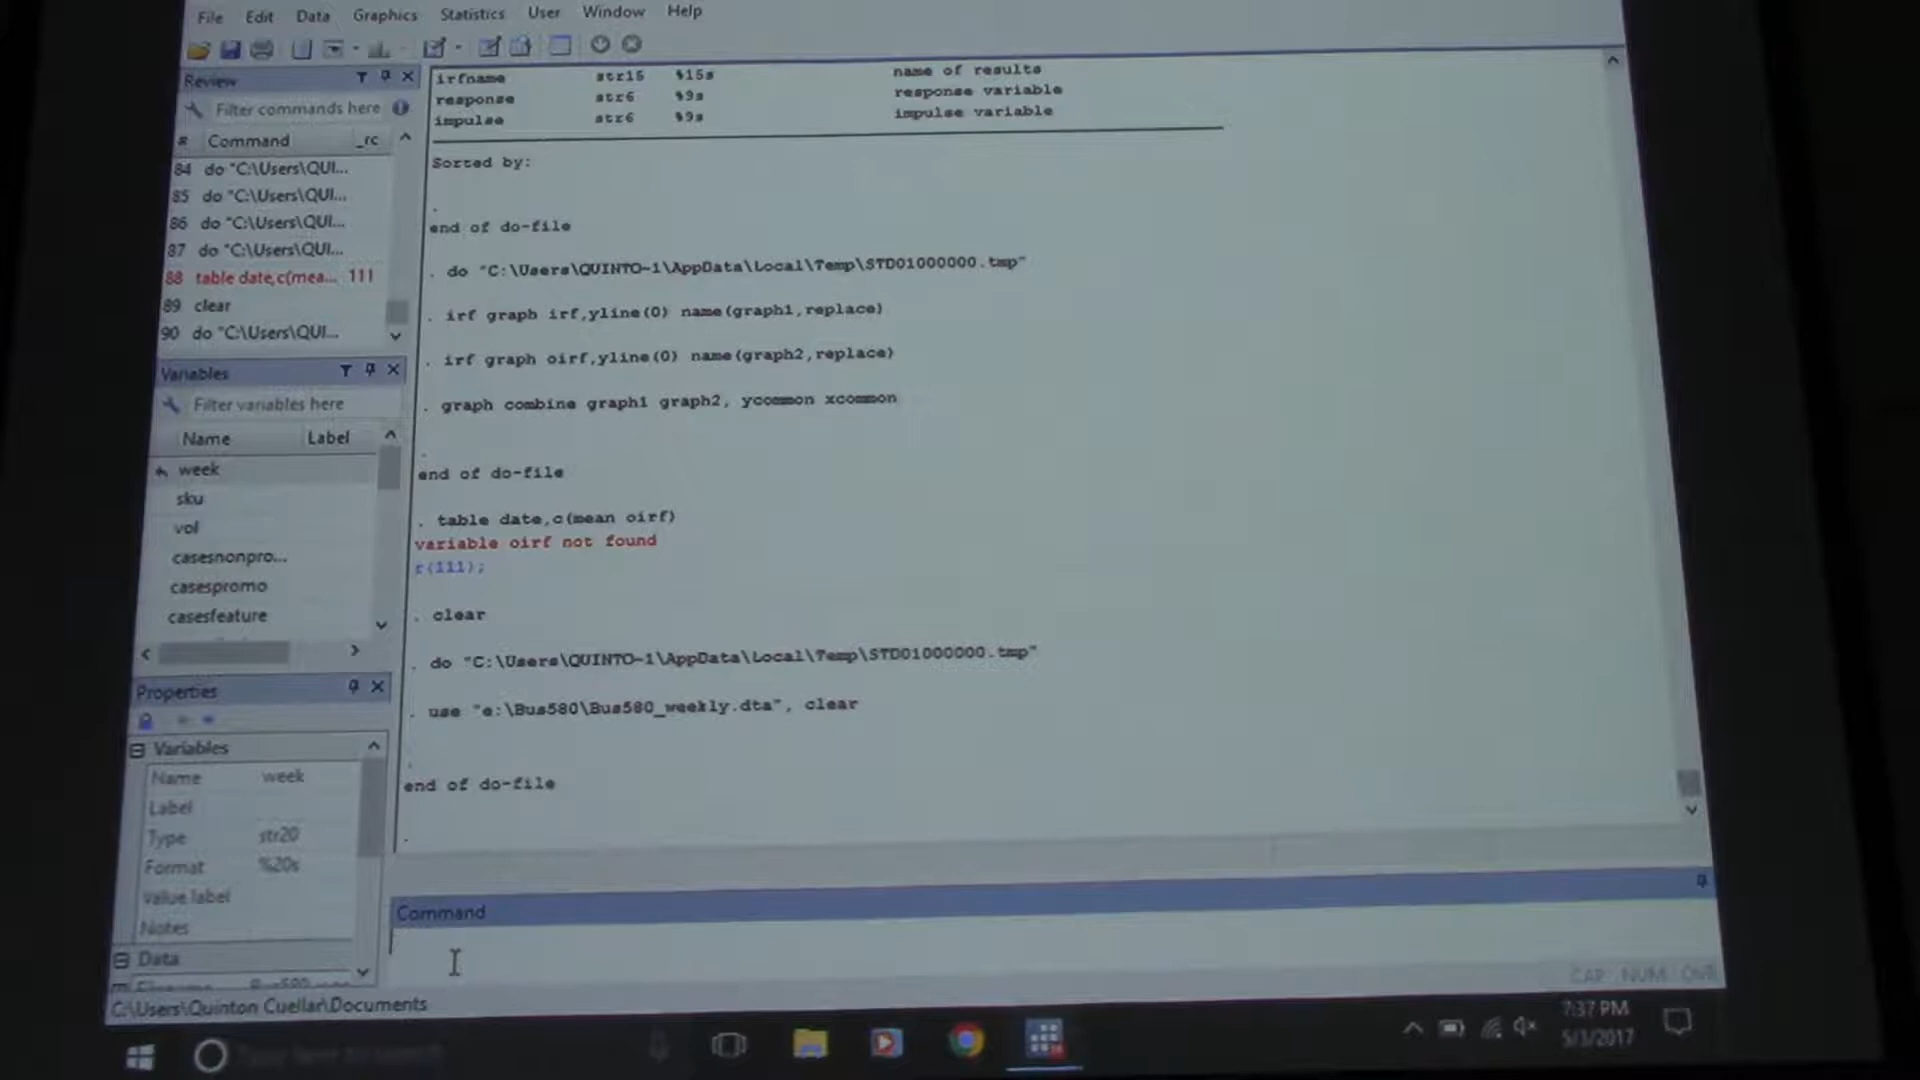 File Edit Data Graphics Statistics User Window Help
Review
Filter commands here
# Command _rc
84 do "C:\Users\QUI...
85 do "C:\Users\QUI...
86 do "C:\Users\QUI...
87 do "C:\Users\QUI...
88 table date,c(mea... 111
89 clear
90 do "C:\Users\QUI...
Variables
Filter variables here
Name Label
week
sku
vol
casesnonpro...
casespromo
casesfeature
Properties
Variables
Name week
Label
Type str20
Format %20s
Value label
Notes
Data
irfname str15 %15s name of results
response str6 %9s response variable
impulse str6 %9s impulse variable
Sorted by:
.
end of do-file
. do "C:\Users\QUINTO~1\AppData\Local\Temp\STD01000000.tmp"
. irf graph irf,yline(0) name(graph1,replace)
. irf graph oirf,yline(0) name(graph2,replace)
. graph combine graph1 graph2, ycommon xcommon
.
end of do-file
. table date,c(mean oirf)
variable oirf not found
r(111);
. clear
. do "C:\Users\QUINTO~1\AppData\Local\Temp\STD01000000.tmp"
. use "e:\Bus580\Bus580_weekly.dta", clear
.
end of do-file
.
Command
C:\Users\Quinton Cuellar\Documents
CAP NUM OVR
Type here to search
7:37 PM
5/3/2017